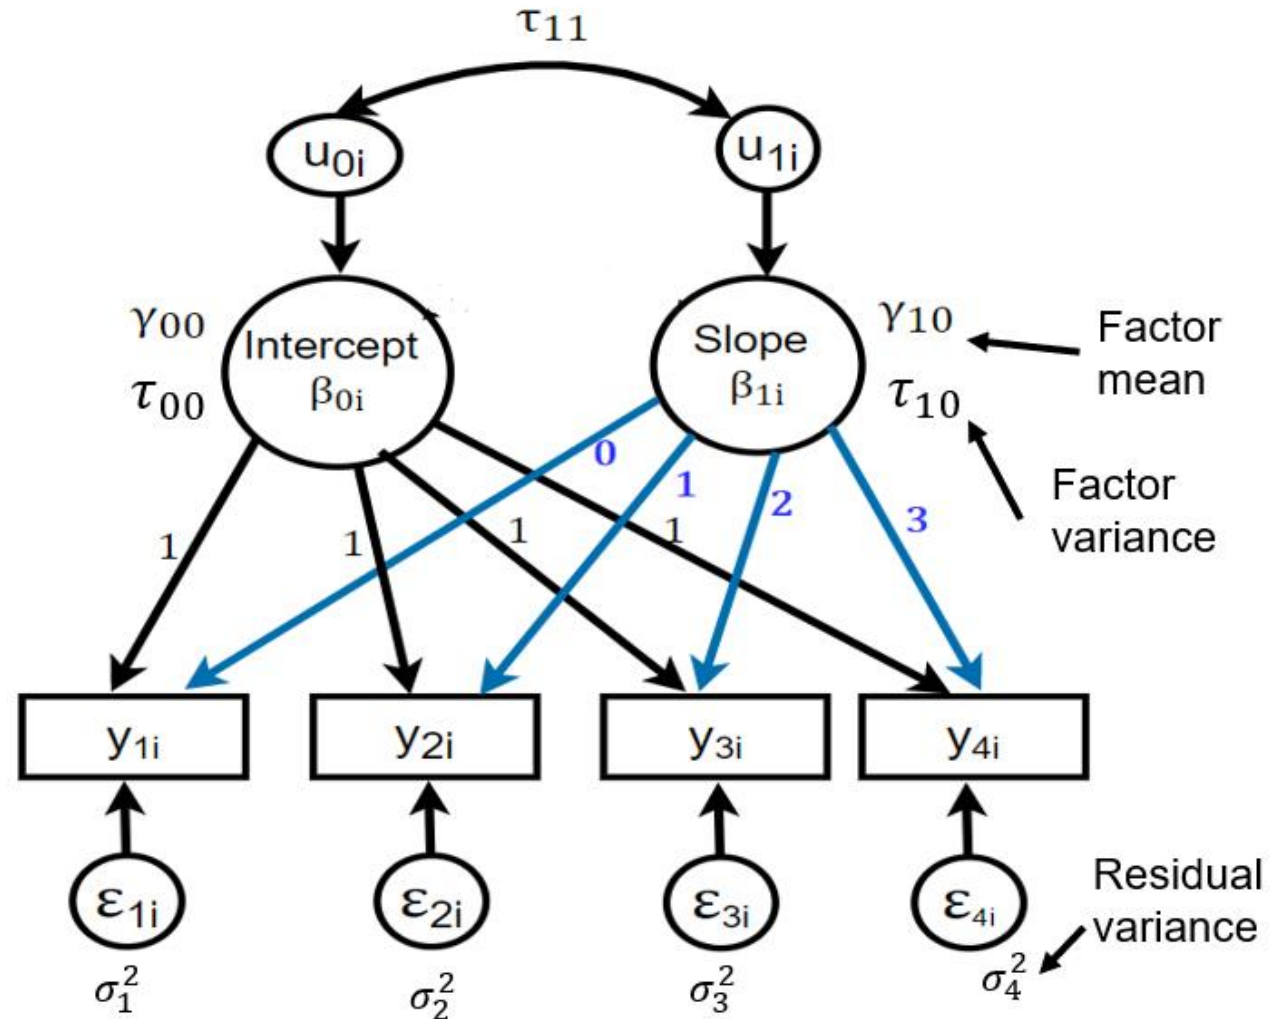 τ₁₁
u₀ᵢ
u₁ᵢ
γ₀₀
Intercept
β₀ᵢ
τ₀₀
Slope
β₁ᵢ
γ₁₀
τ₁₀
Factor
mean
Factor
variance
0
1
2
3
1
1
1
1
y₁ᵢ
y₂ᵢ
y₃ᵢ
y₄ᵢ
ε₁ᵢ
ε₂ᵢ
ε₃ᵢ
ε₄ᵢ
Residual
variance
σ₁²
σ₂²
σ₃²
σ₄²